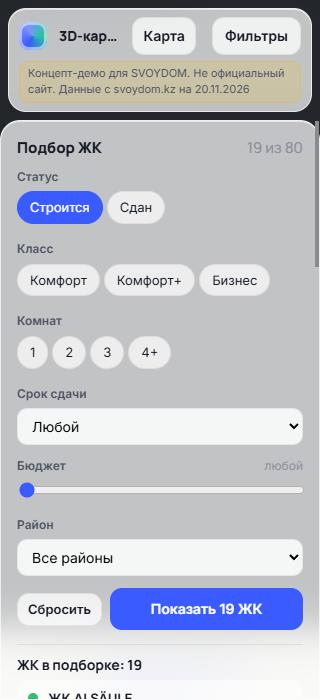 3D-кар...
Карта
Фильтры
Концепт-демо для SVOYDOM. Не официальный
сайт. Данные с svoydom.kz на 20.11.2026
Подбор ЖК
19 из 80
Статус
Строится
Сдан
Класс
Комфорт
Комфорт+
Бизнес
Комнат
1
2
3
4+
Срок сдачи
Любой
Бюджет
любой
Район
Все районы
Сбросить
Показать 19 ЖК
ЖК в подборке: 19
ЖК ALSÄULE